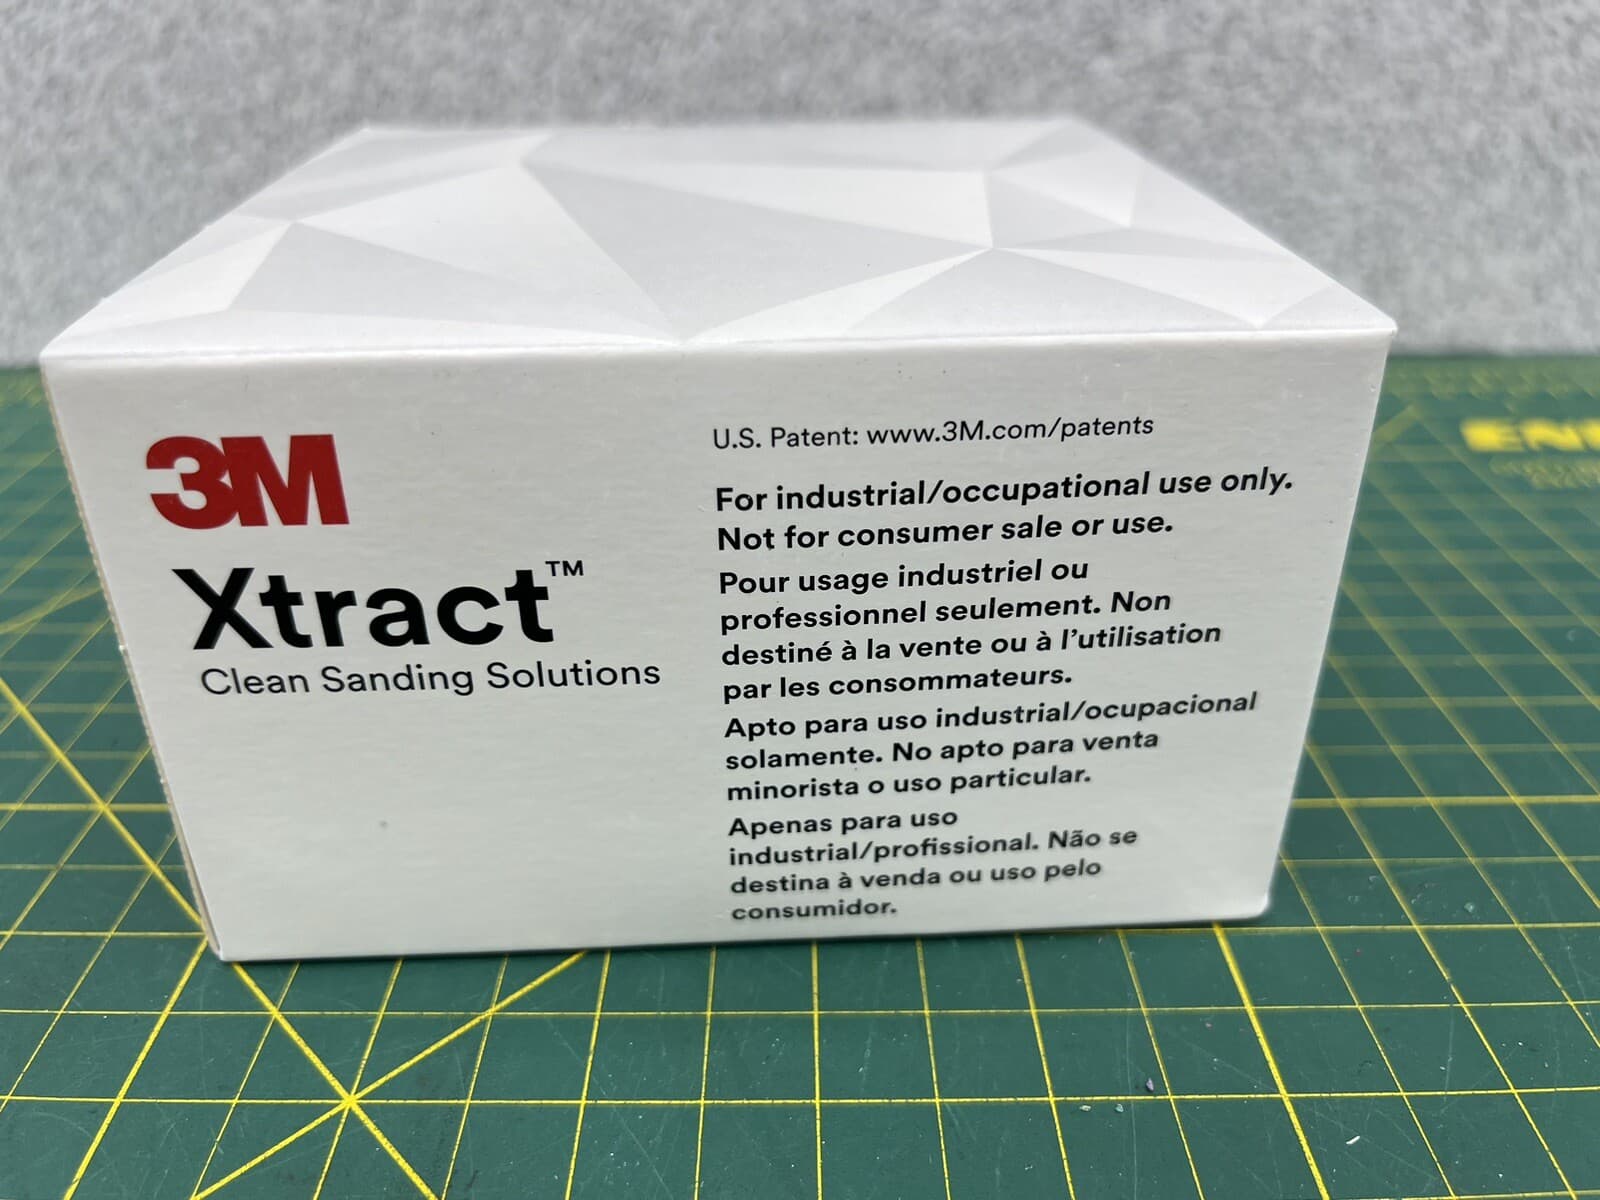 3M
Xtract™
Clean Sanding Solutions
U.S. Patent: www.3M.com/patents
For industrial/occupational use only.
Not for consumer sale or use.
Pour usage industriel ou
professionnel seulement. Non
destiné à la vente ou à l'utilisation
par les consommateurs.
Apto para uso industrial/ocupacional
solamente. No apto para venta
minorista o uso particular.
Apenas para uso
industrial/profissional. Não se
destina à venda ou uso pelo
consumidor.